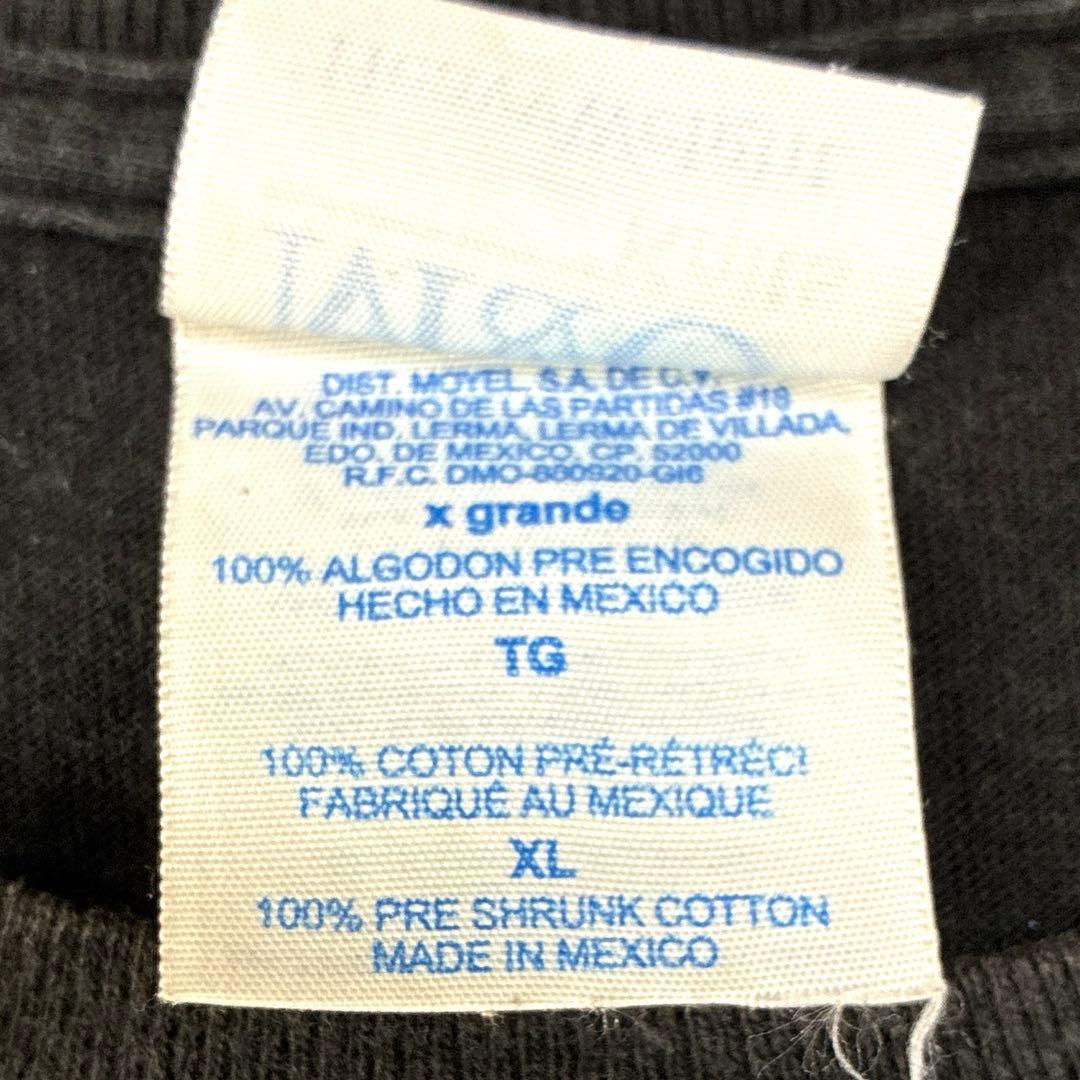 DIST. MOYEL S.A. DE C.V.
AV. CAMINO DE LAS PARTIDAS #18
PARQUE IND. LERMA, LERMA DE VILLADA,
EDO. DE MEXICO, CP. 52000
R.F.C. DMO-800920-GI6
x grande
100% ALGODON PRE ENCOGIDO
HECHO EN MEXICO
TG
100% COTON PRÉ-RÉTRÉCI
FABRIQUÉ AU MEXIQUE
XL
100% PRE SHRUNK COTTON
MADE IN MEXICO